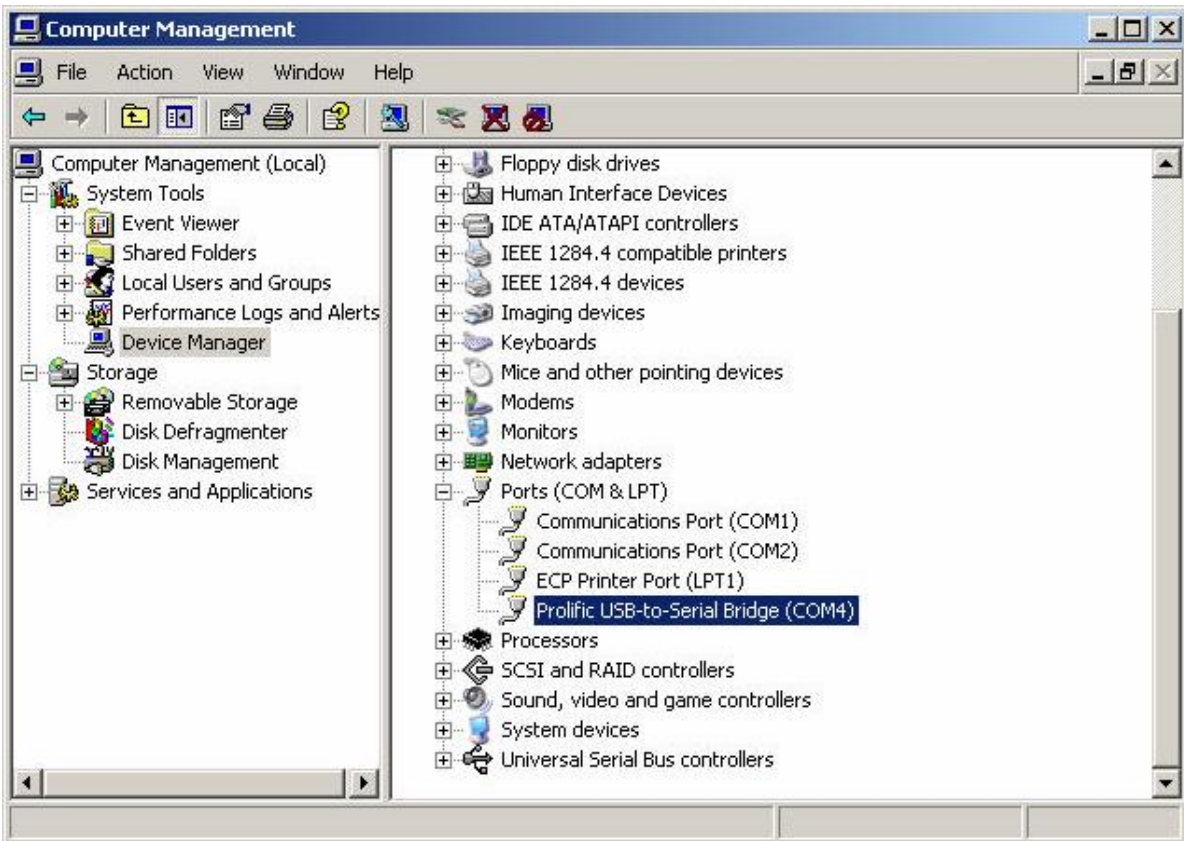 Computer Management
File Action View Window Help
Computer Management (Local)
System Tools
Event Viewer
Shared Folders
Local Users and Groups
Performance Logs and Alerts
Device Manager
Storage
Removable Storage
Disk Defragmenter
Disk Management
Services and Applications
Floppy disk drives
Human Interface Devices
IDE ATA/ATAPI controllers
IEEE 1284.4 compatible printers
IEEE 1284.4 devices
Imaging devices
Keyboards
Mice and other pointing devices
Modems
Monitors
Network adapters
Ports (COM & LPT)
Communications Port (COM1)
Communications Port (COM2)
ECP Printer Port (LPT1)
Prolific USB-to-Serial Bridge (COM4)
Processors
SCSI and RAID controllers
Sound, video and game controllers
System devices
Universal Serial Bus controllers